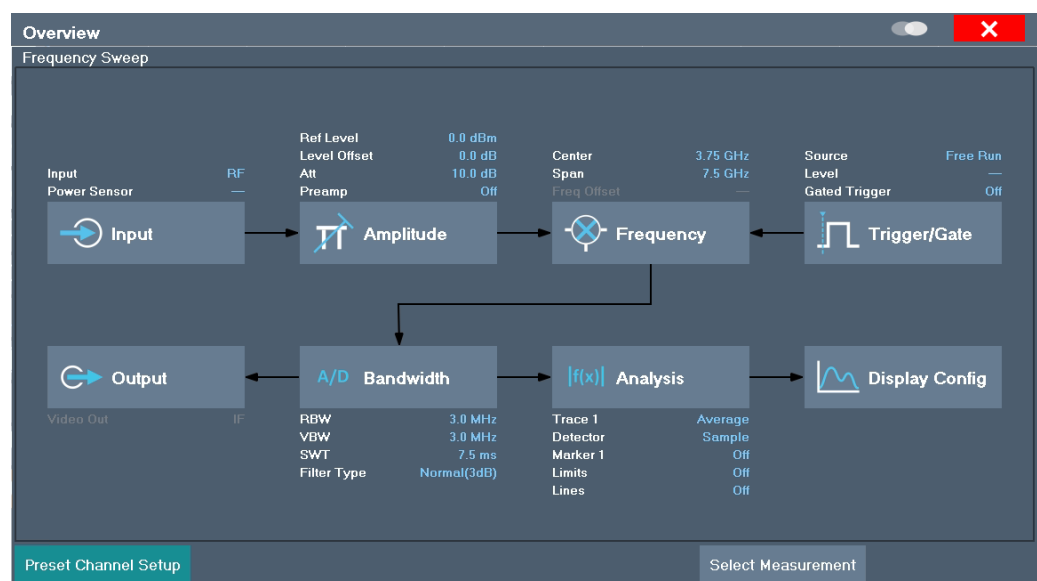 Overview
Frequency Sweep
Input RF
Power Sensor —
Input
Ref Level 0.0 dBm
Level Offset 0.0 dB
Att 10.0 dB
Preamp Off
Amplitude
Center 3.75 GHz
Span 7.5 GHz
Freq Offset —
Frequency
Source Free Run
Level —
Gated Trigger Off
Trigger/Gate
Output
Video Out IF
A/D Bandwidth
RBW 3.0 MHz
VBW 3.0 MHz
SWT 7.5 ms
Filter Type Normal(3dB)
|f(x)| Analysis
Trace 1 Average
Detector Sample
Marker 1 Off
Limits Off
Lines Off
Display Config
Preset Channel Setup
Select Measurement